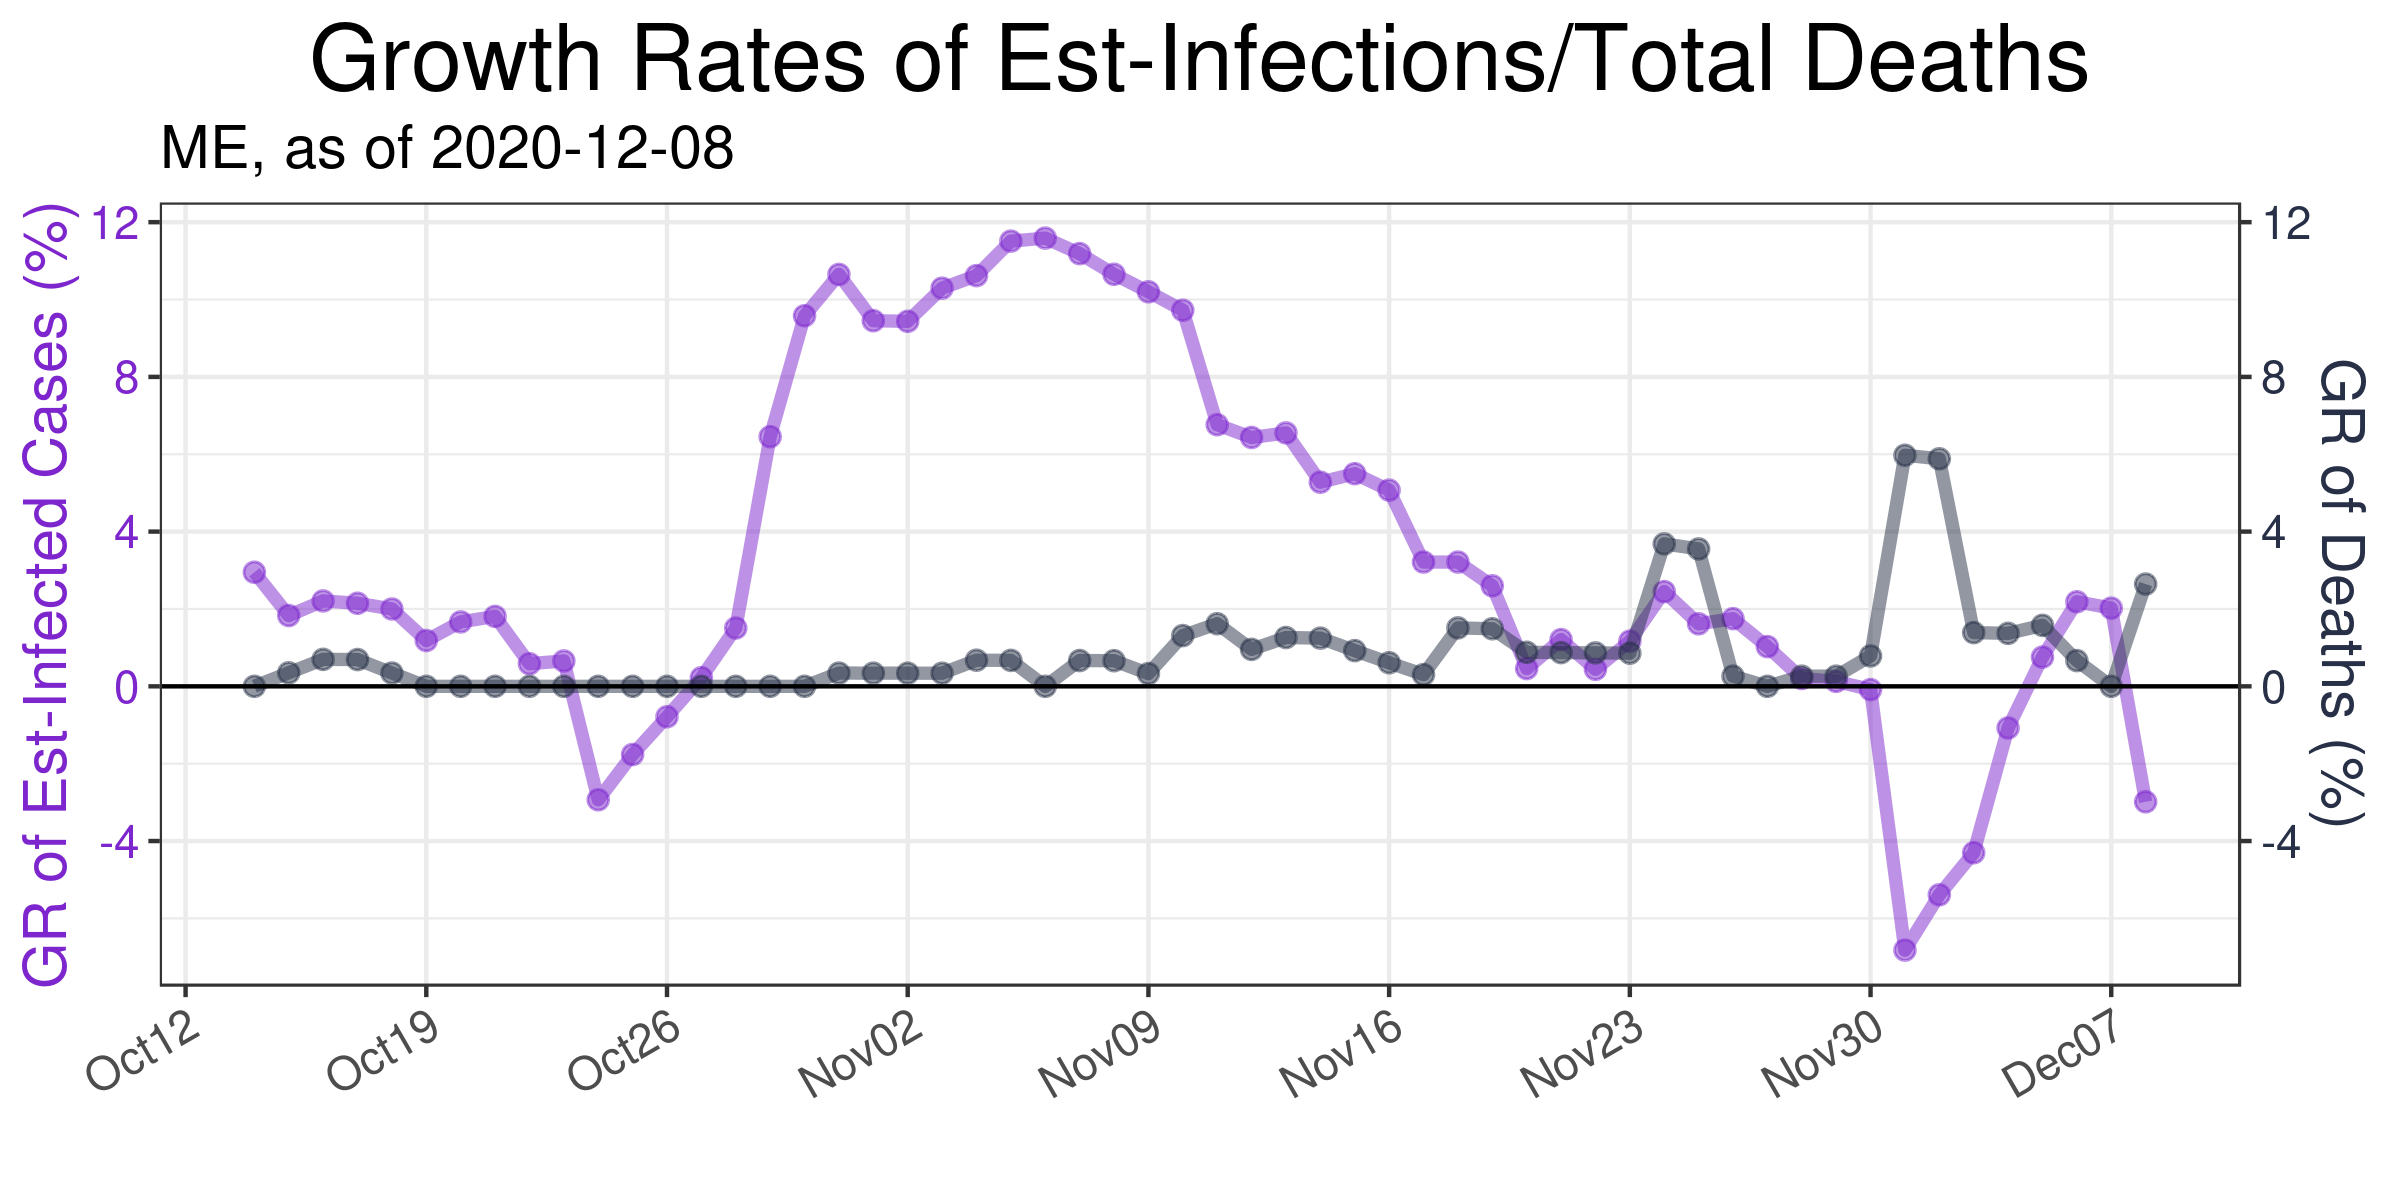 Growth Rates of Est-Infections/Total Deaths
ME, as of 2020-12-08
GR of Est-Infected Cases (%)
12
8
4
0
-4
12
8
4
0
-4
GR of Deaths (%)
Oct12
Oct19
Oct26
Nov02
Nov09
Nov16
Nov23
Nov30
Dec07